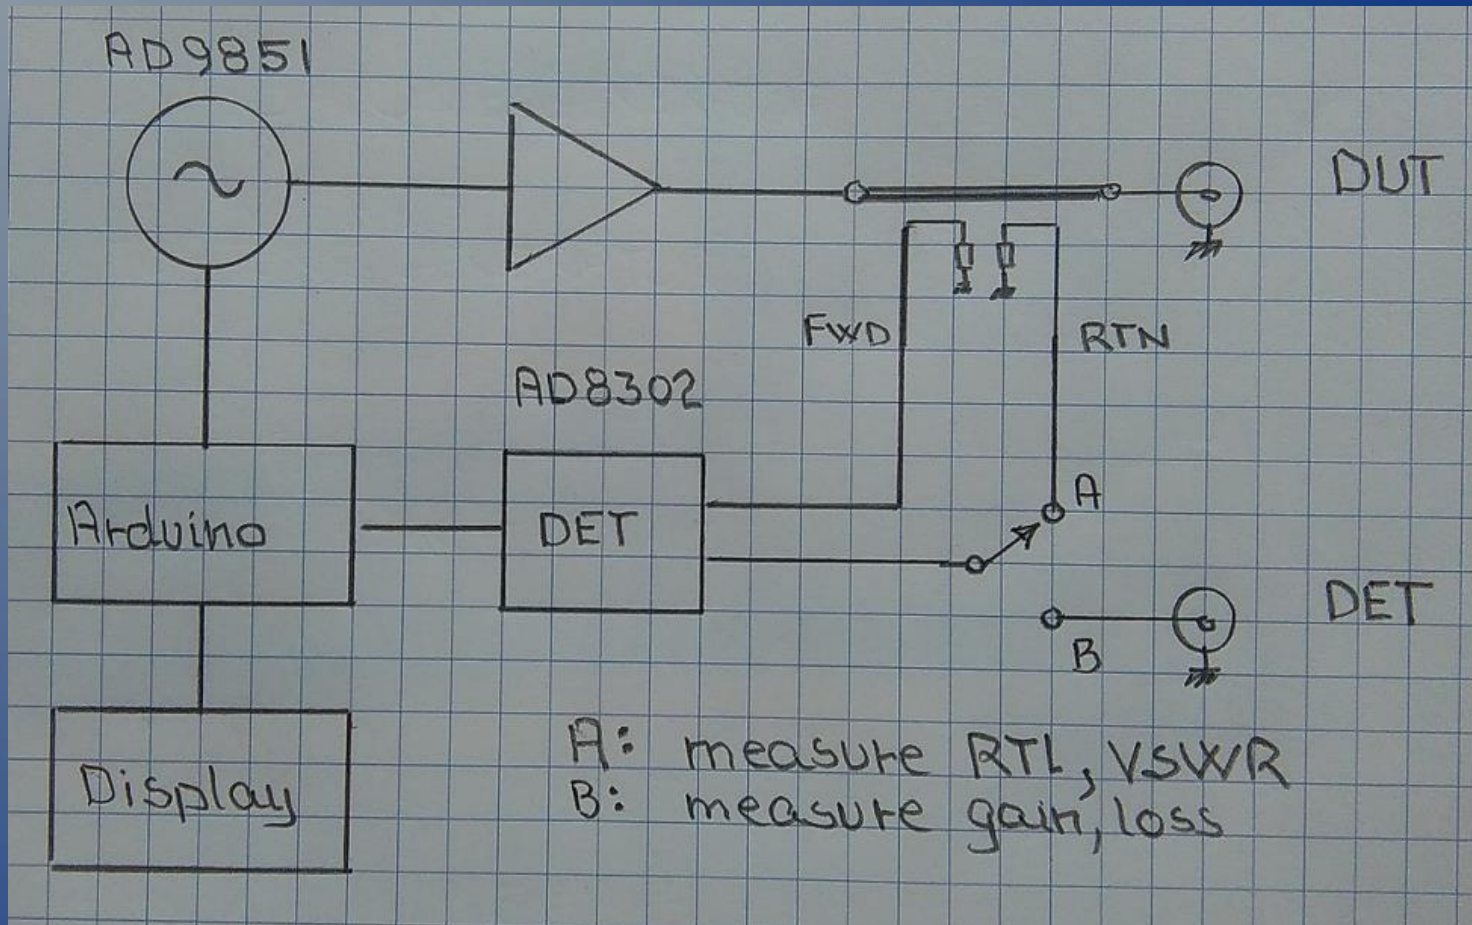 AD9851
DUT
FWD
RTN
AD8302
A
Arduino
DET
DET
B
A: measure RTL, VSWR
B: measure gain, loss
Display